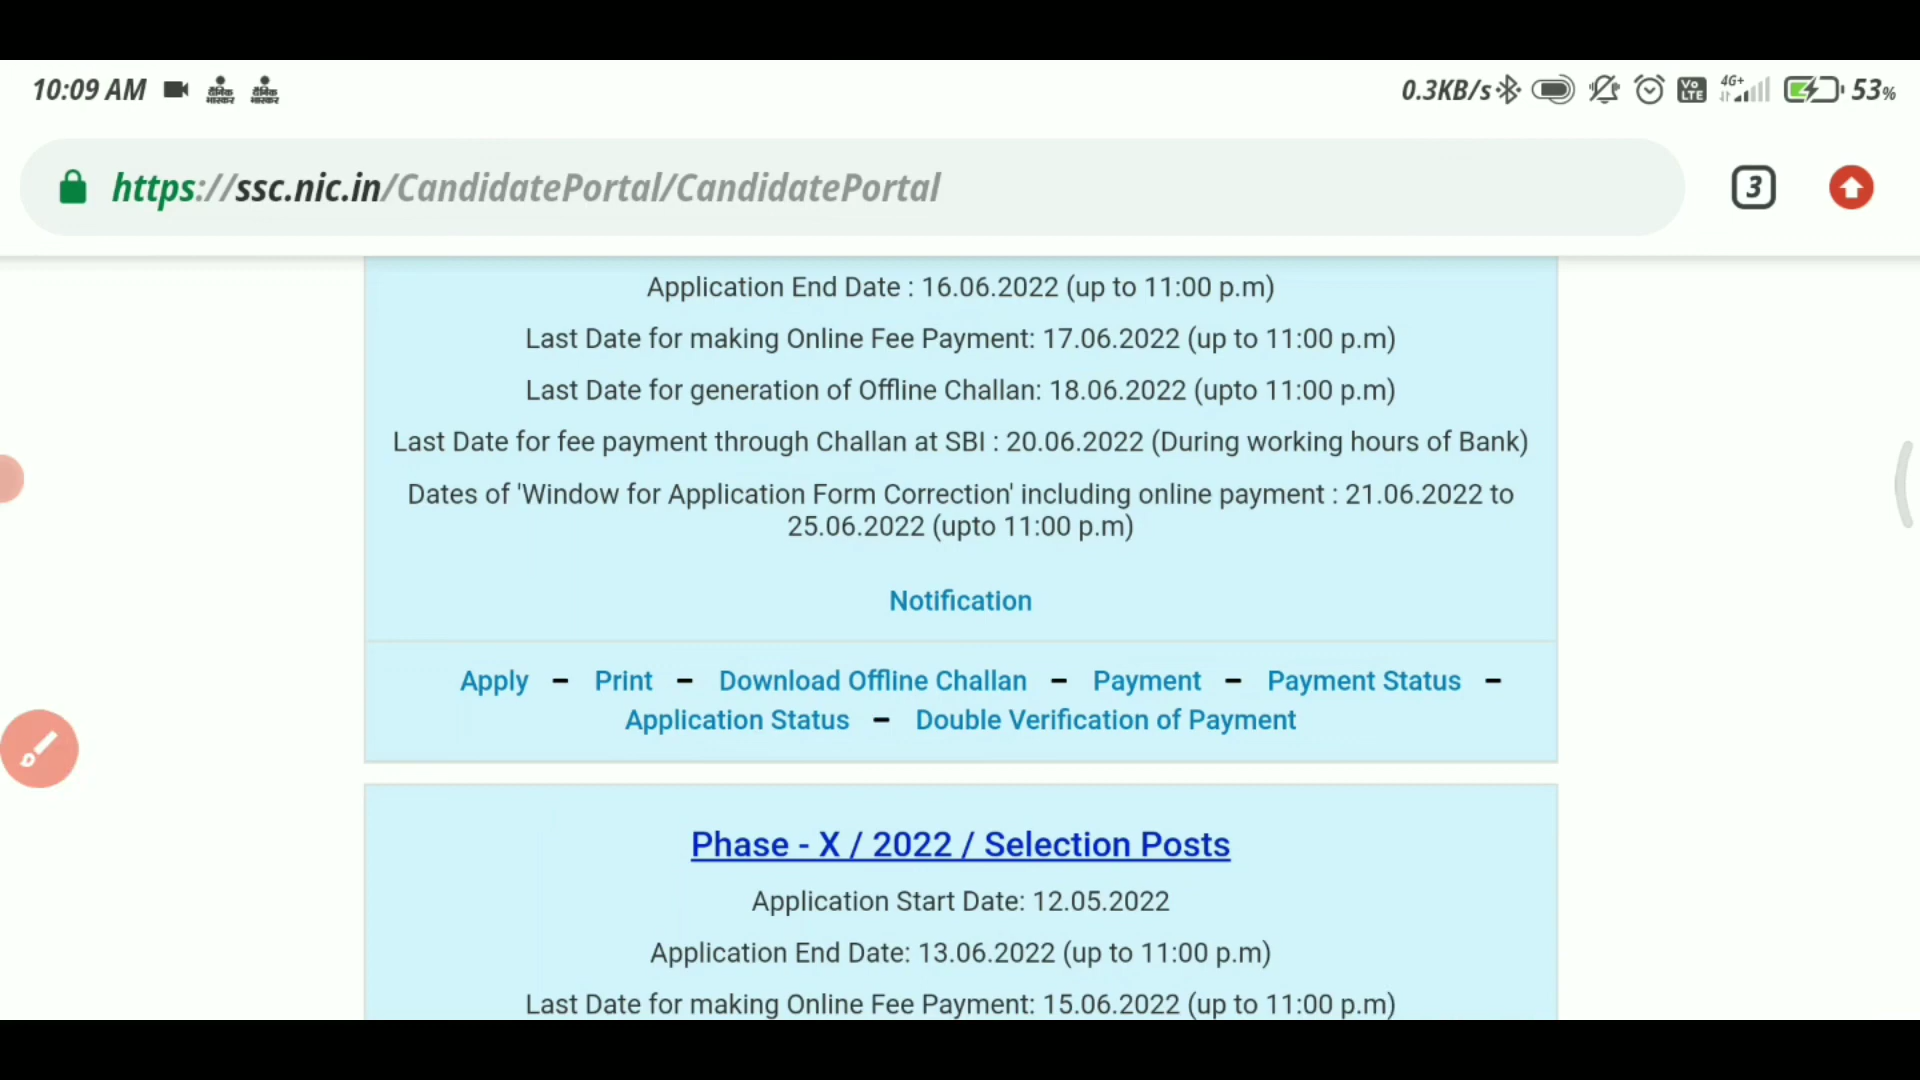 10:09 AM दैनिक भास्कर दैनिक भास्कर 0.3KB/s Vo LTE 4G+ 53%
https://ssc.nic.in/CandidatePortal/CandidatePortal 3
Application End Date : 16.06.2022 (up to 11:00 p.m)
Last Date for making Online Fee Payment: 17.06.2022 (up to 11:00 p.m)
Last Date for generation of Offline Challan: 18.06.2022 (upto 11:00 p.m)
Last Date for fee payment through Challan at SBI : 20.06.2022 (During working hours of Bank)
Dates of 'Window for Application Form Correction' including online payment : 21.06.2022 to
25.06.2022 (upto 11:00 p.m)
Notification
Apply – Print – Download Offline Challan – Payment – Payment Status –
Application Status – Double Verification of Payment
Phase - X / 2022 / Selection Posts
Application Start Date: 12.05.2022
Application End Date: 13.06.2022 (up to 11:00 p.m)
Last Date for making Online Fee Payment: 15.06.2022 (up to 11:00 p.m)